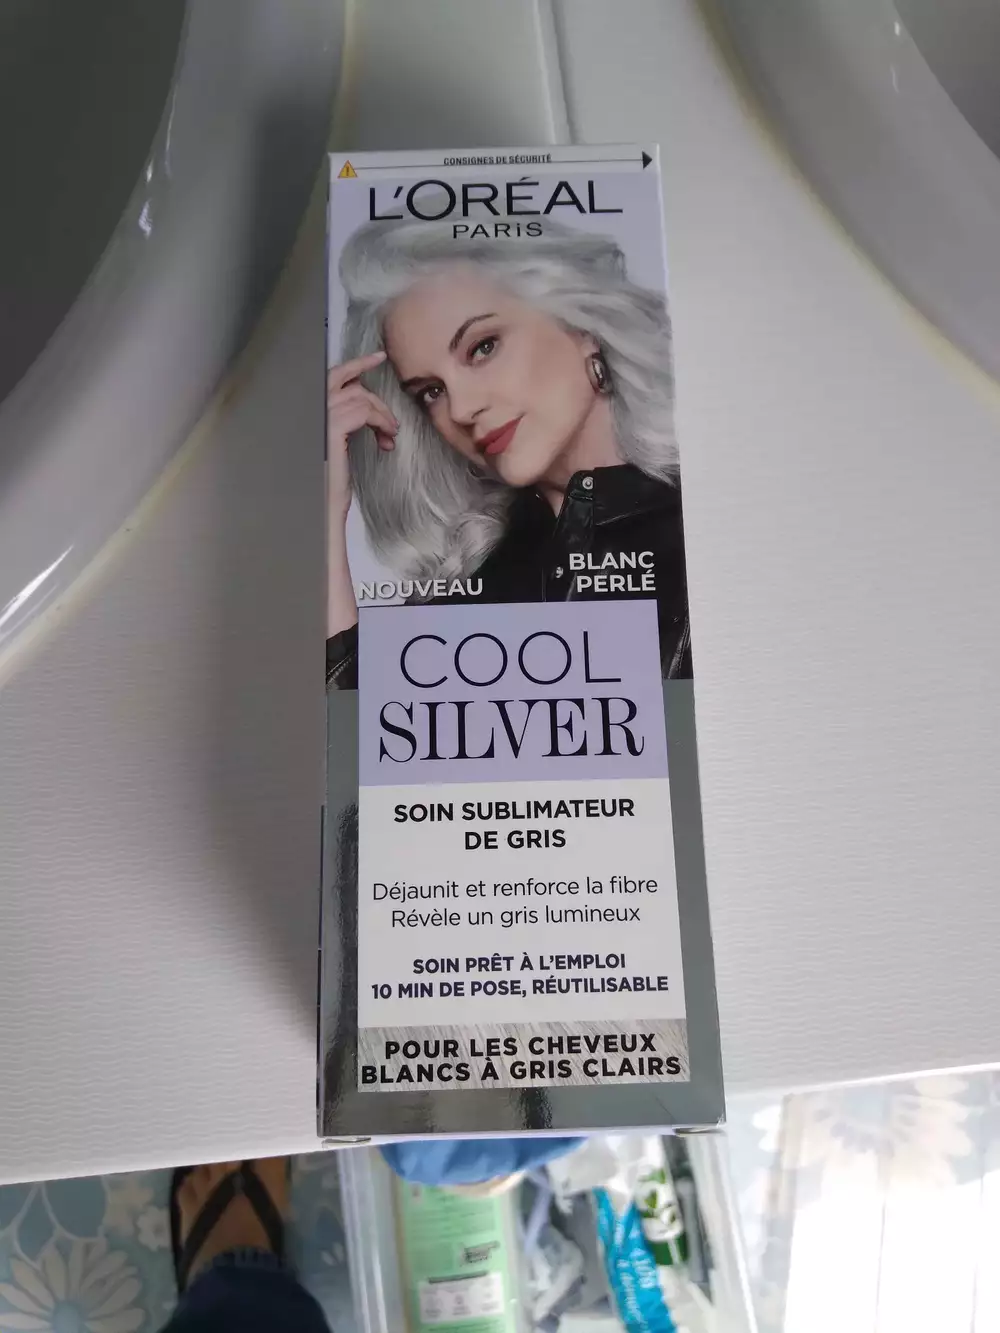 CONSIGNES DE SÉCURITÉ
L'ORÉAL
PARiS
BLANC
PERLÉ
NOUVEAU
COOL
SILVER
SOIN SUBLIMATEUR
DE GRIS
Déjaunit et renforce la fibre
Révèle un gris lumineux
SOIN PRÊT À L'EMPLOI
10 MIN DE POSE, RÉUTILISABLE
POUR LES CHEVEUX
BLANCS À GRIS CLAIRS